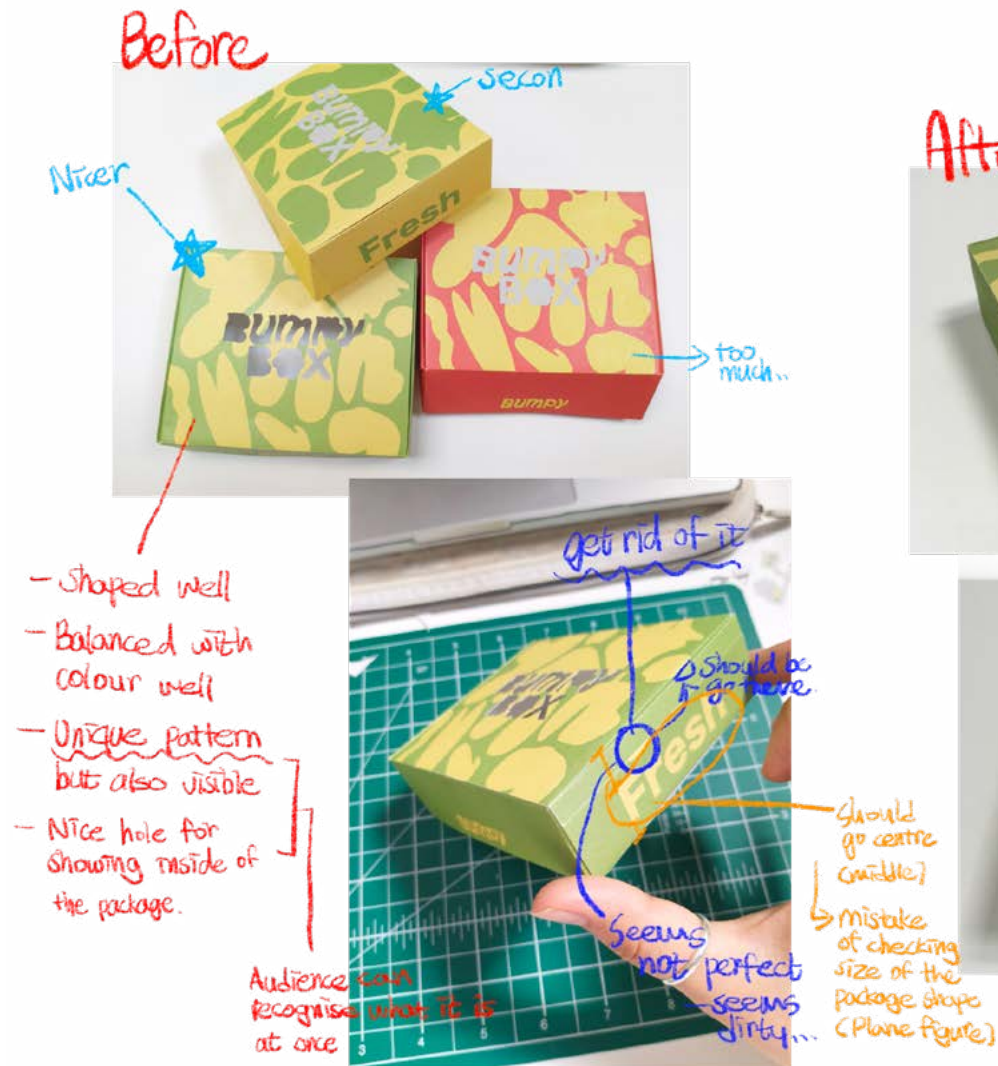 Before
secon
Nicer
BUMPY
BOX
Fresh
BUMPY
BOX
BUMPY
BOX
too
much..
BUMPY
- Shaped well
- Balanced with
colour well
- Unique pattern
but also visible
- Nice hole for
showing inside of
the package.
Audience can
recognise what it is
at once
get rid of it
should be
go here.
BUMPY
BOX
Fresh
should
go centre
(middle)
mistake
of checking
size of the
package shape
(plane figure)
Seems
not perfect
seems
dirty...
3 4 5 6 7 8